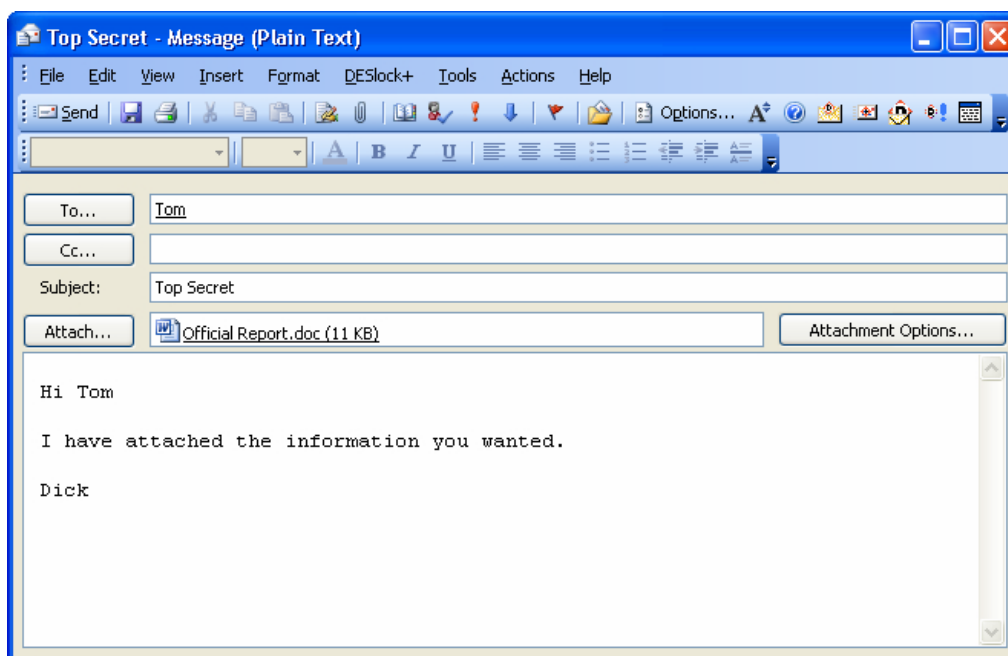 Top Secret - Message (Plain Text)
File Edit View Insert Format DESlock+ Tools Actions Help
Send Options...
To... Tom
Cc...
Subject: Top Secret
Attach... Official Report.doc (11 KB) Attachment Options...
Hi Tom
I have attached the information you wanted.
Dick